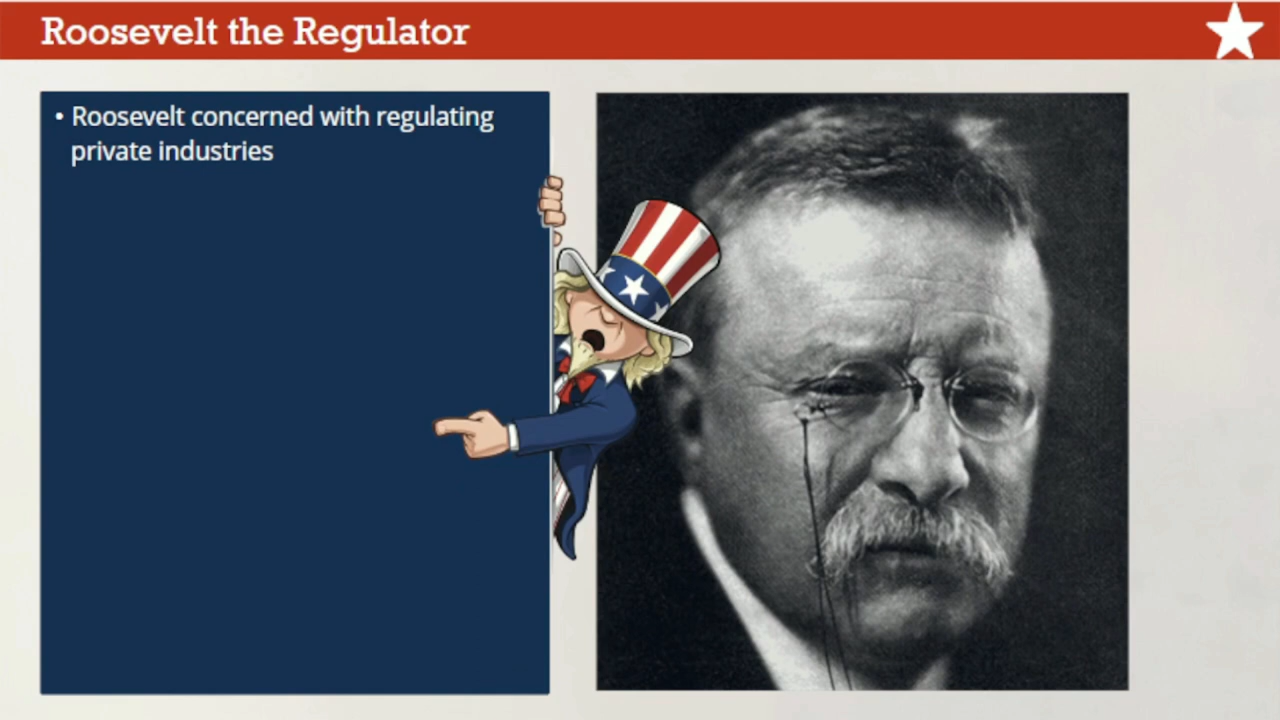 Roosevelt the Regulator
• Roosevelt concerned with regulating
private industries